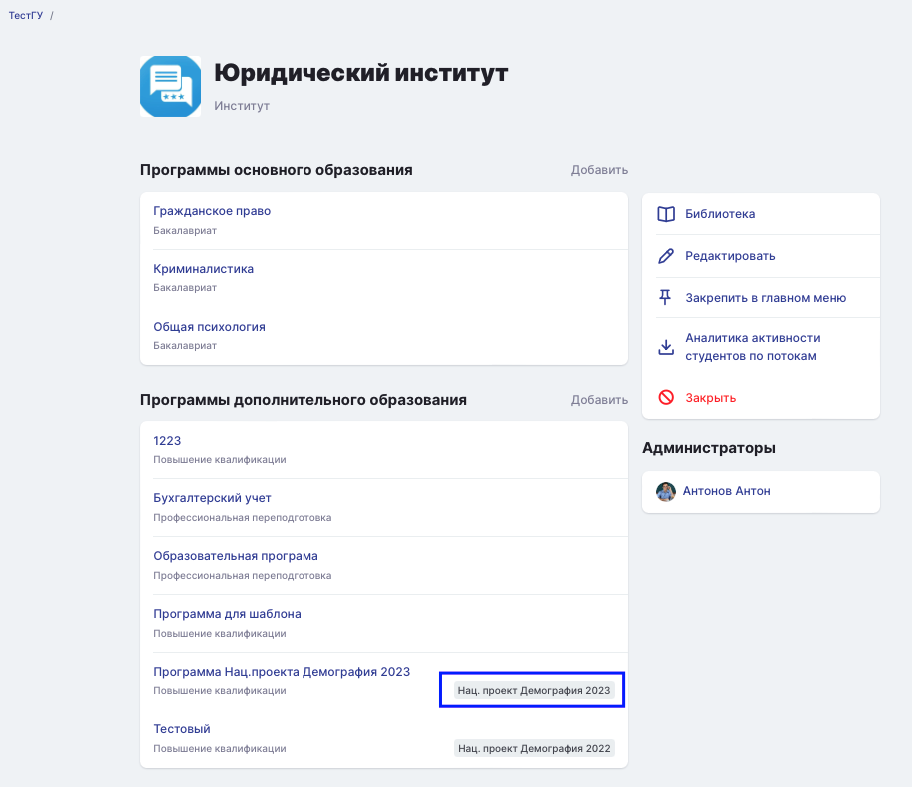 ТестГУ /
Юридический институт
Институт
Программы основного образования
Добавить
Гражданское право
Бакалавриат
Криминалистика
Бакалавриат
Общая психология
Бакалавриат
Программы дополнительного образования
Добавить
1223
Повышение квалификации
Бухгалтерский учет
Профессиональная переподготовка
Образовательная програма
Профессиональная переподготовка
Программа для шаблона
Повышение квалификации
Программа Нац.проекта Демография 2023
Повышение квалификации
Нац. проект Демография 2023
Тестовый
Повышение квалификации
Нац. проект Демография 2022
Библиотека
Редактировать
Закрепить в главном меню
Аналитика активности
студентов по потокам
Закрыть
Администраторы
Антонов Антон